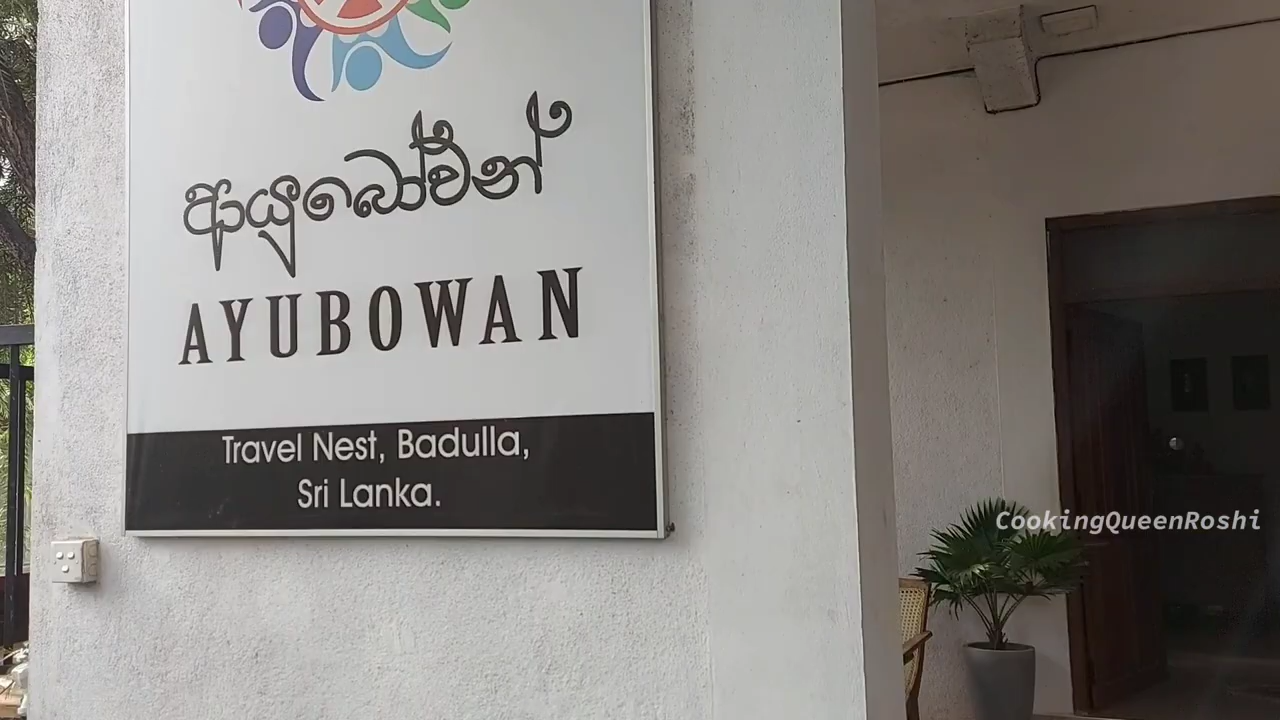 ආයුබෝවන්
AYUBOWAN
Travel Nest, Badulla,
Sri Lanka.
CookingQueenRoshi